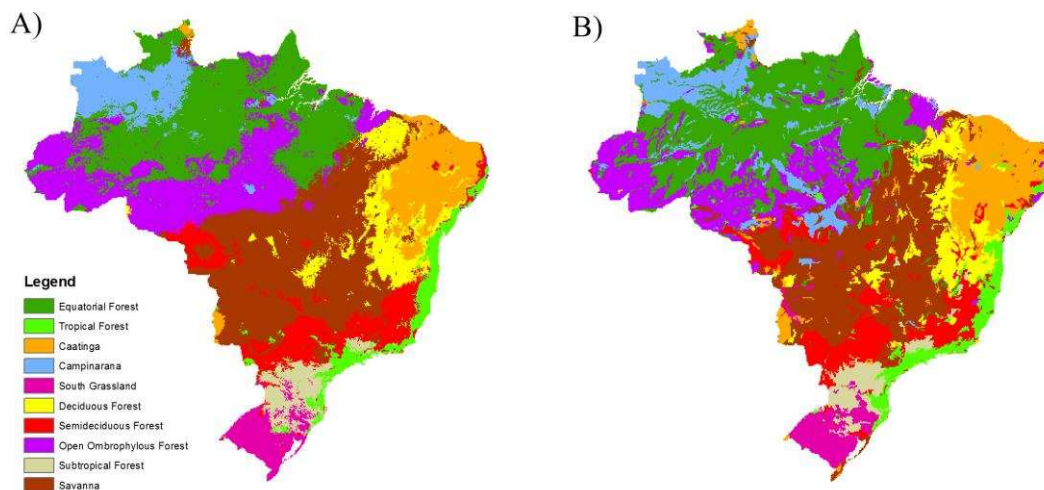 A)
B)
Legend
Equatorial Forest
Tropical Forest
Caatinga
Campinarana
South Grassland
Deciduous Forest
Semideciduous Forest
Open Ombrophylous Forest
Subtropical Forest
Savanna